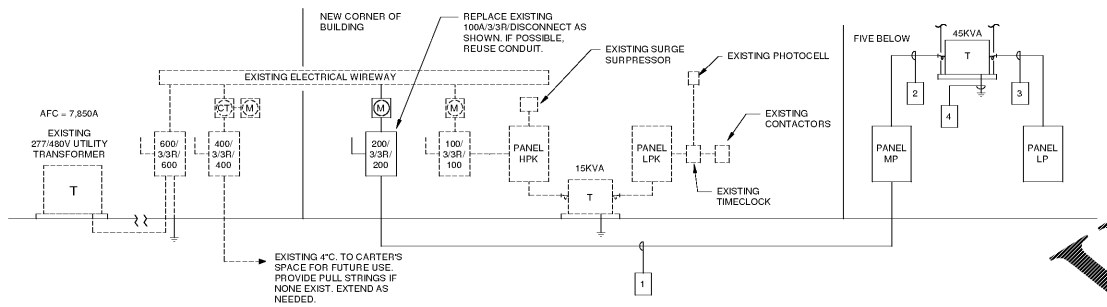 NEW CORNER OF
BUILDING
REPLACE EXISTING
100A/3/3R/DISCONNECT AS
SHOWN. IF POSSIBLE,
REUSE CONDUIT.
EXISTING SURGE
SURPRESSOR
EXISTING PHOTOCELL
FIVE BELOW
45KVA
T
EXISTING ELECTRICAL WIREWAY
2
3
4
CT
M
M
M
AFC = 7,850A
EXISTING
277/480V UTILITY
TRANSFORMER
T
600/
3/3R/
600
400/
3/3R/
400
200/
3/3R/
200
100/
3/3R/
100
PANEL
HPK
15KVA
T
PANEL
LPK
EXISTING
CONTACTORS
EXISTING
TIMECLOCK
PANEL
MP
PANEL
LP
EXISTING 4"C. TO CARTER'S
SPACE FOR FUTURE USE.
PROVIDE PULL STRINGS IF
NONE EXIST. EXTEND AS
NEEDED.
1